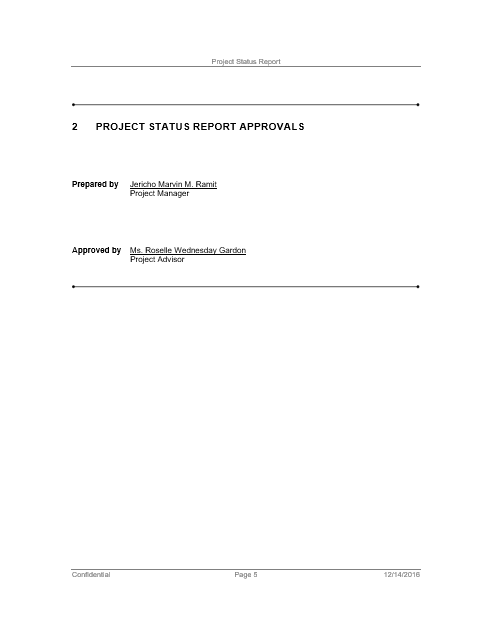 Project Status Report
2 PROJECT STATUS REPORT APPROVALS
Prepared by Jericho Marvin M. Ramit
Project Manager
Approved by Ms. Roselle Wednesday Gardon
Project Advisor
Confidential Page 5 12/14/2016